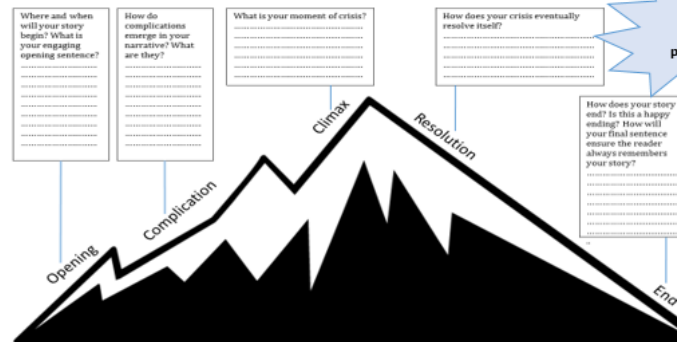 Where and when
will your story
begin? What is
your engaging
opening sentence?
How do
complications
emerge in your
narrative? What
are they?
What is your moment of crisis?
How does your crisis eventually
resolve itself?
How does your story
end? Is this a happy
ending? How will
your final sentence
ensure the reader
always remembers
your story?
Opening
Complication
Climax
Resolution
End